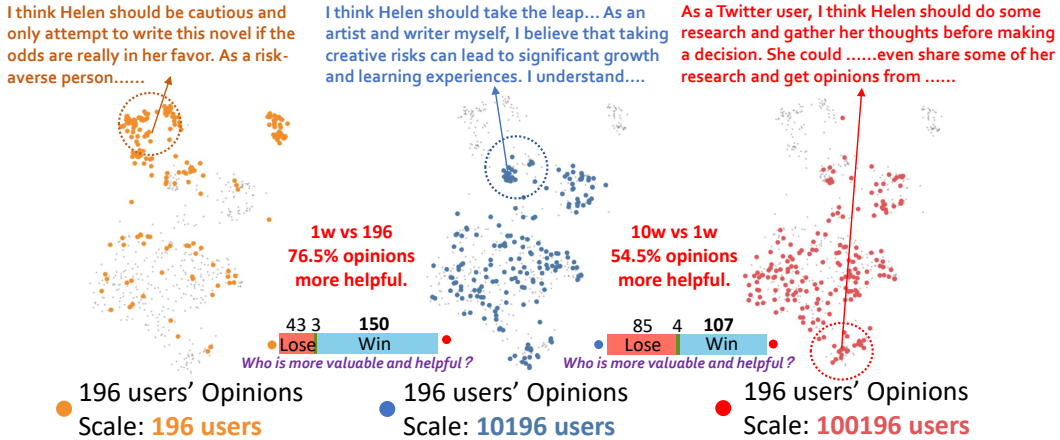 I think Helen should be cautious and
only attempt to write this novel if the
odds are really in her favor. As a risk-
averse person……
I think Helen should take the leap… As an
artist and writer myself, I believe that taking
creative risks can lead to significant growth
and learning experiences. I understand….
As a Twitter user, I think Helen should do some
research and gather her thoughts before making
a decision. She could ……even share some of her
research and get opinions from ……
1w vs 196
76.5% opinions
more helpful.
10w vs 1w
54.5% opinions
more helpful.
43 3 150
Lose Win
Who is more valuable and helpful ?
85 4 107
Lose Win
Who is more valuable and helpful ?
196 users' Opinions
Scale: 196 users
196 users' Opinions
Scale: 10196 users
196 users' Opinions
Scale: 100196 users